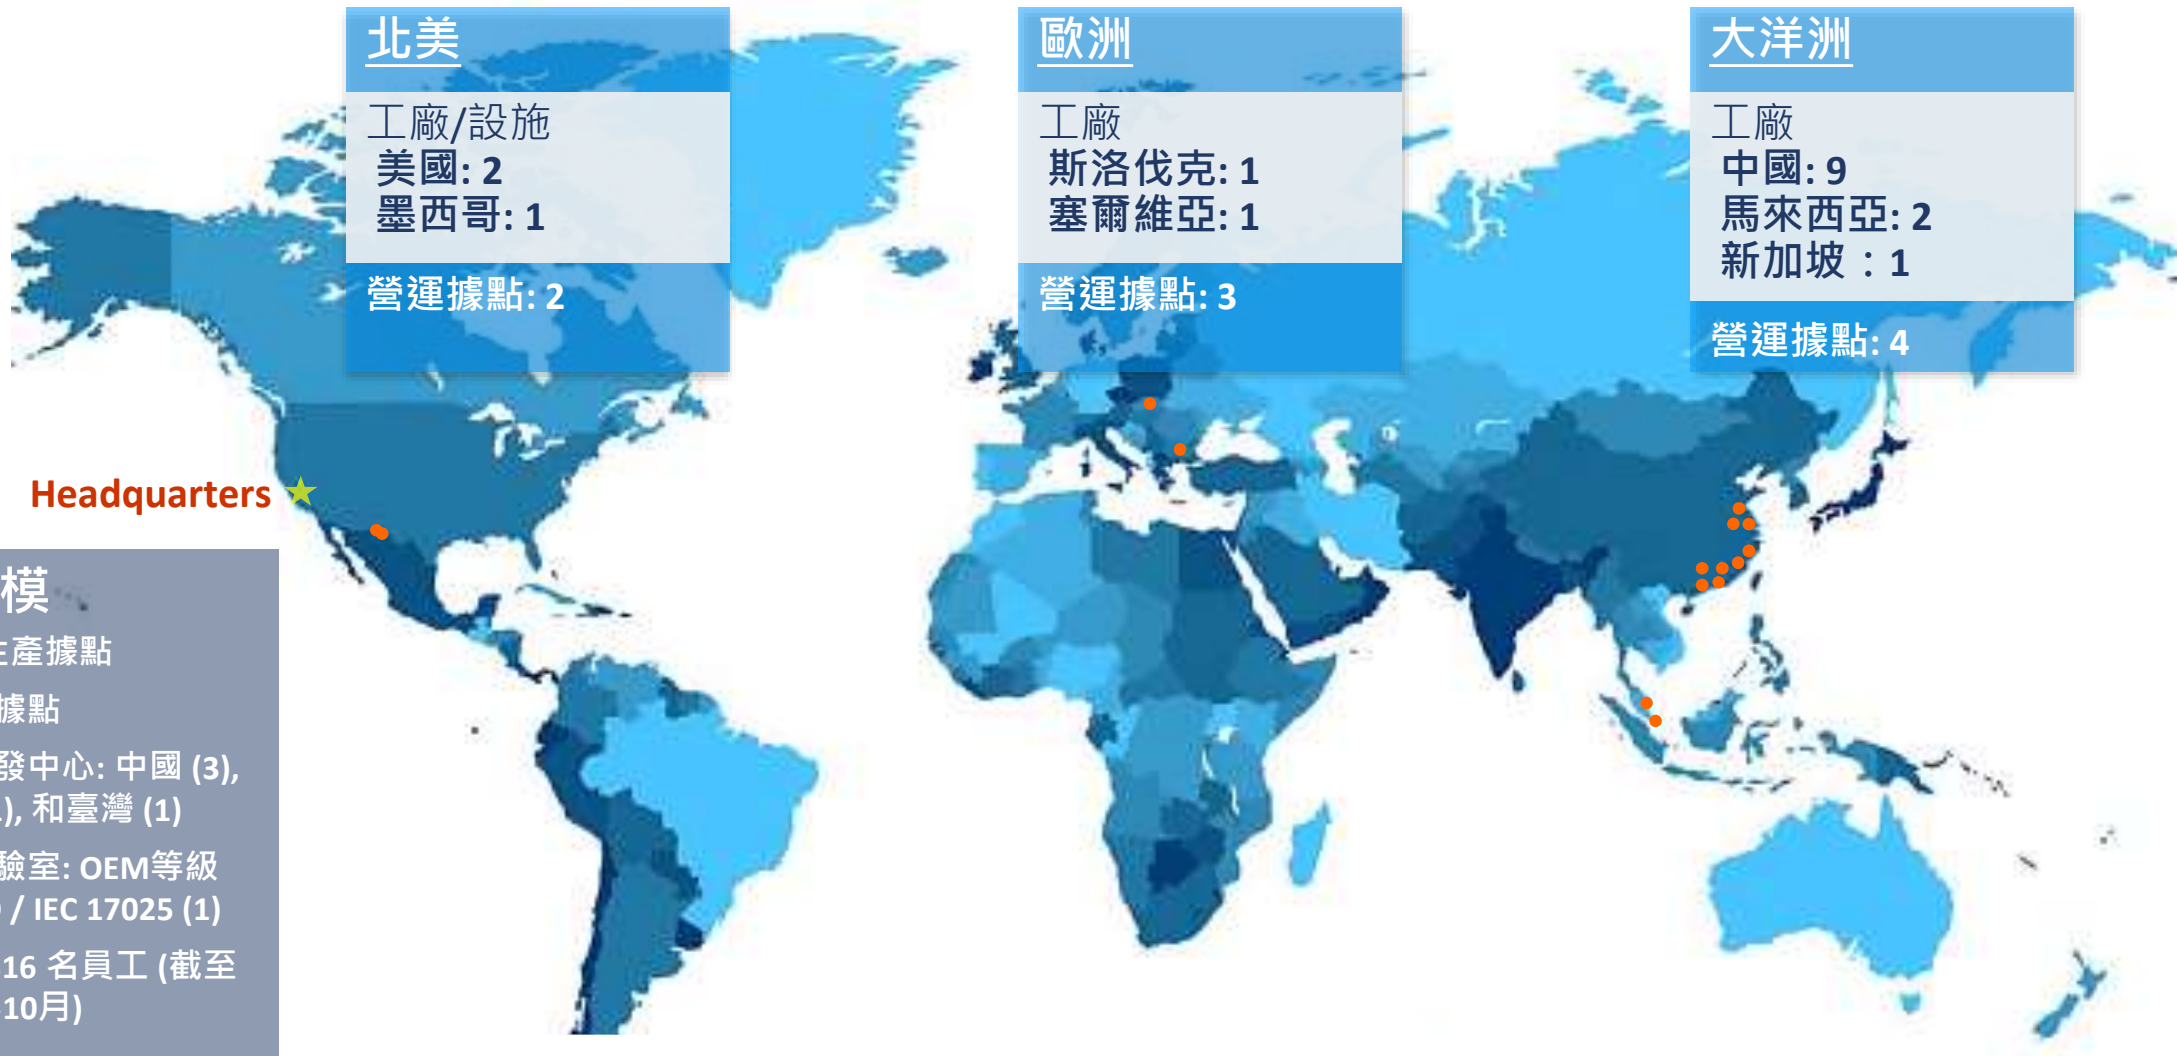 北美
工廠/設施
美國: 2
墨西哥: 1
營運據點: 2
歐洲
工廠
斯洛伐克: 1
塞爾維亞: 1
營運據點: 3
大洋洲
工廠
中國: 9
馬來西亞: 2
新加坡：1
營運據點: 4
Headquarters
模
產據點
據點
發中心: 中國 (3),
), 和臺灣 (1)
驗室: OEM等級
/ IEC 17025 (1)
16 名員工 (截至
10月)